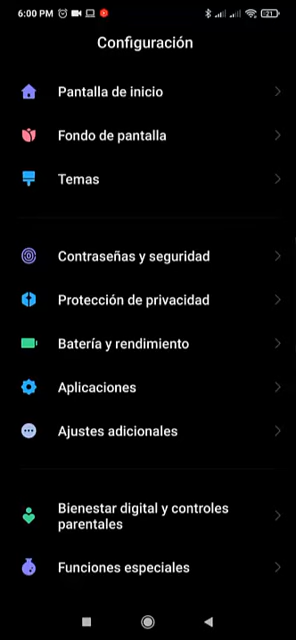 6:00 PM 21
Configuración
Pantalla de inicio
Fondo de pantalla
Temas
Contraseñas y seguridad
Protección de privacidad
Batería y rendimiento
Aplicaciones
Ajustes adicionales
Bienestar digital y controles
parentales
Funciones especiales